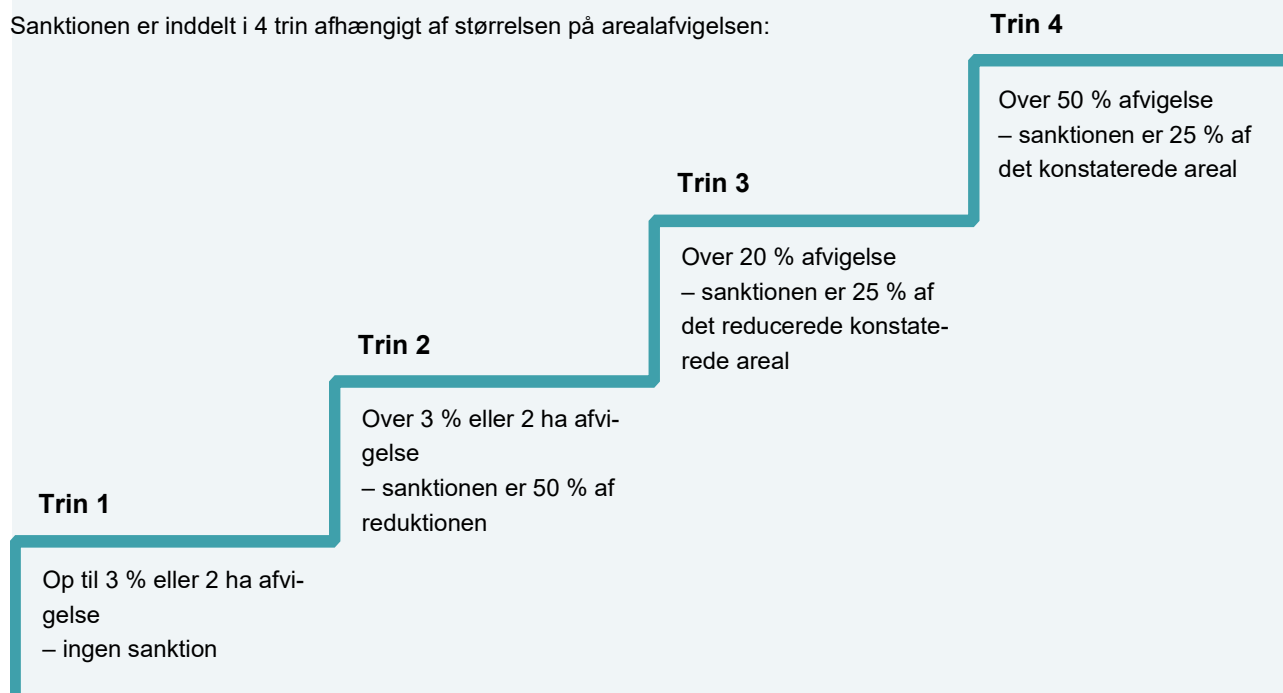 Sanktionen er inddelt i 4 trin afhængigt af størrelsen på arealafvigelsen:
Trin 1
Op til 3 % eller 2 ha afvi-
gelse
– ingen sanktion
Trin 2
Over 3 % eller 2 ha afvi-
gelse
– sanktionen er 50 % af
reduktionen
Trin 3
Over 20 % afvigelse
– sanktionen er 25 % af
det reducerede konstate-
rede areal
Trin 4
Over 50 % afvigelse
– sanktionen er 25 % af
det konstaterede areal